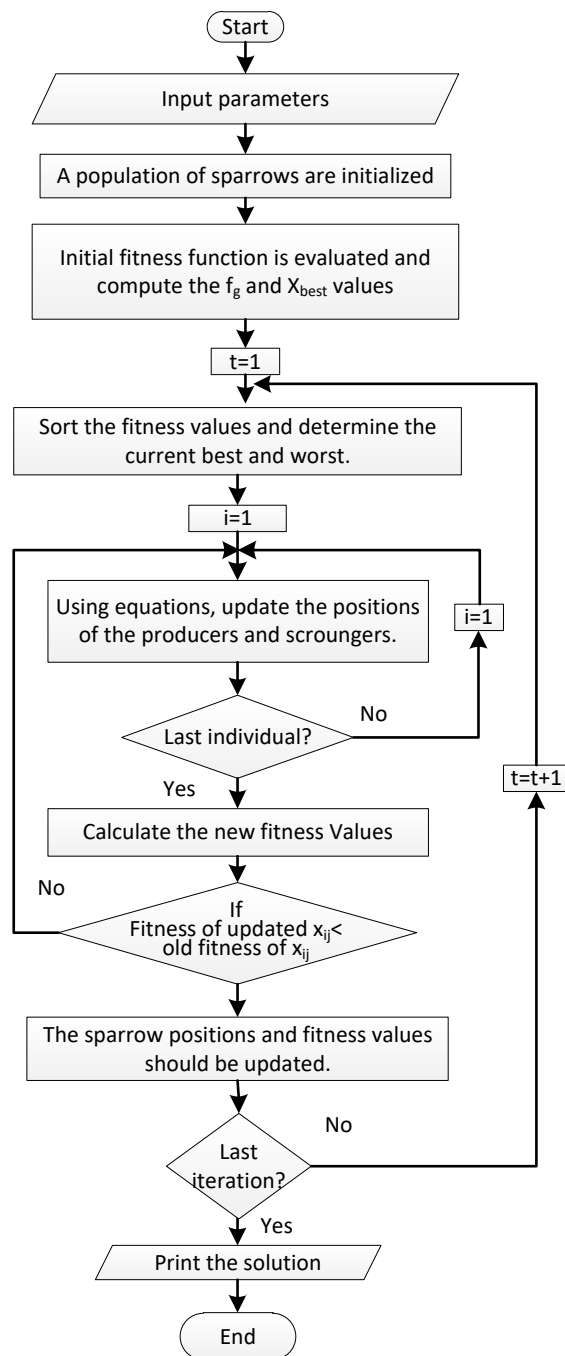 Start
Input parameters
A population of sparrows are initialized
Initial fitness function is evaluated and
compute the fg and Xbest values
t=1
Sort the fitness values and determine the
current best and worst.
i=1
Using equations, update the positions
of the producers and scroungers.
i=1
Last individual?
No
Yes
t=t+1
Calculate the new fitness Values
No
If
Fitness of updated xij<
old fitness of xij
The sparrow positions and fitness values
should be updated.
No
Last
iteration?
Yes
Print the solution
End